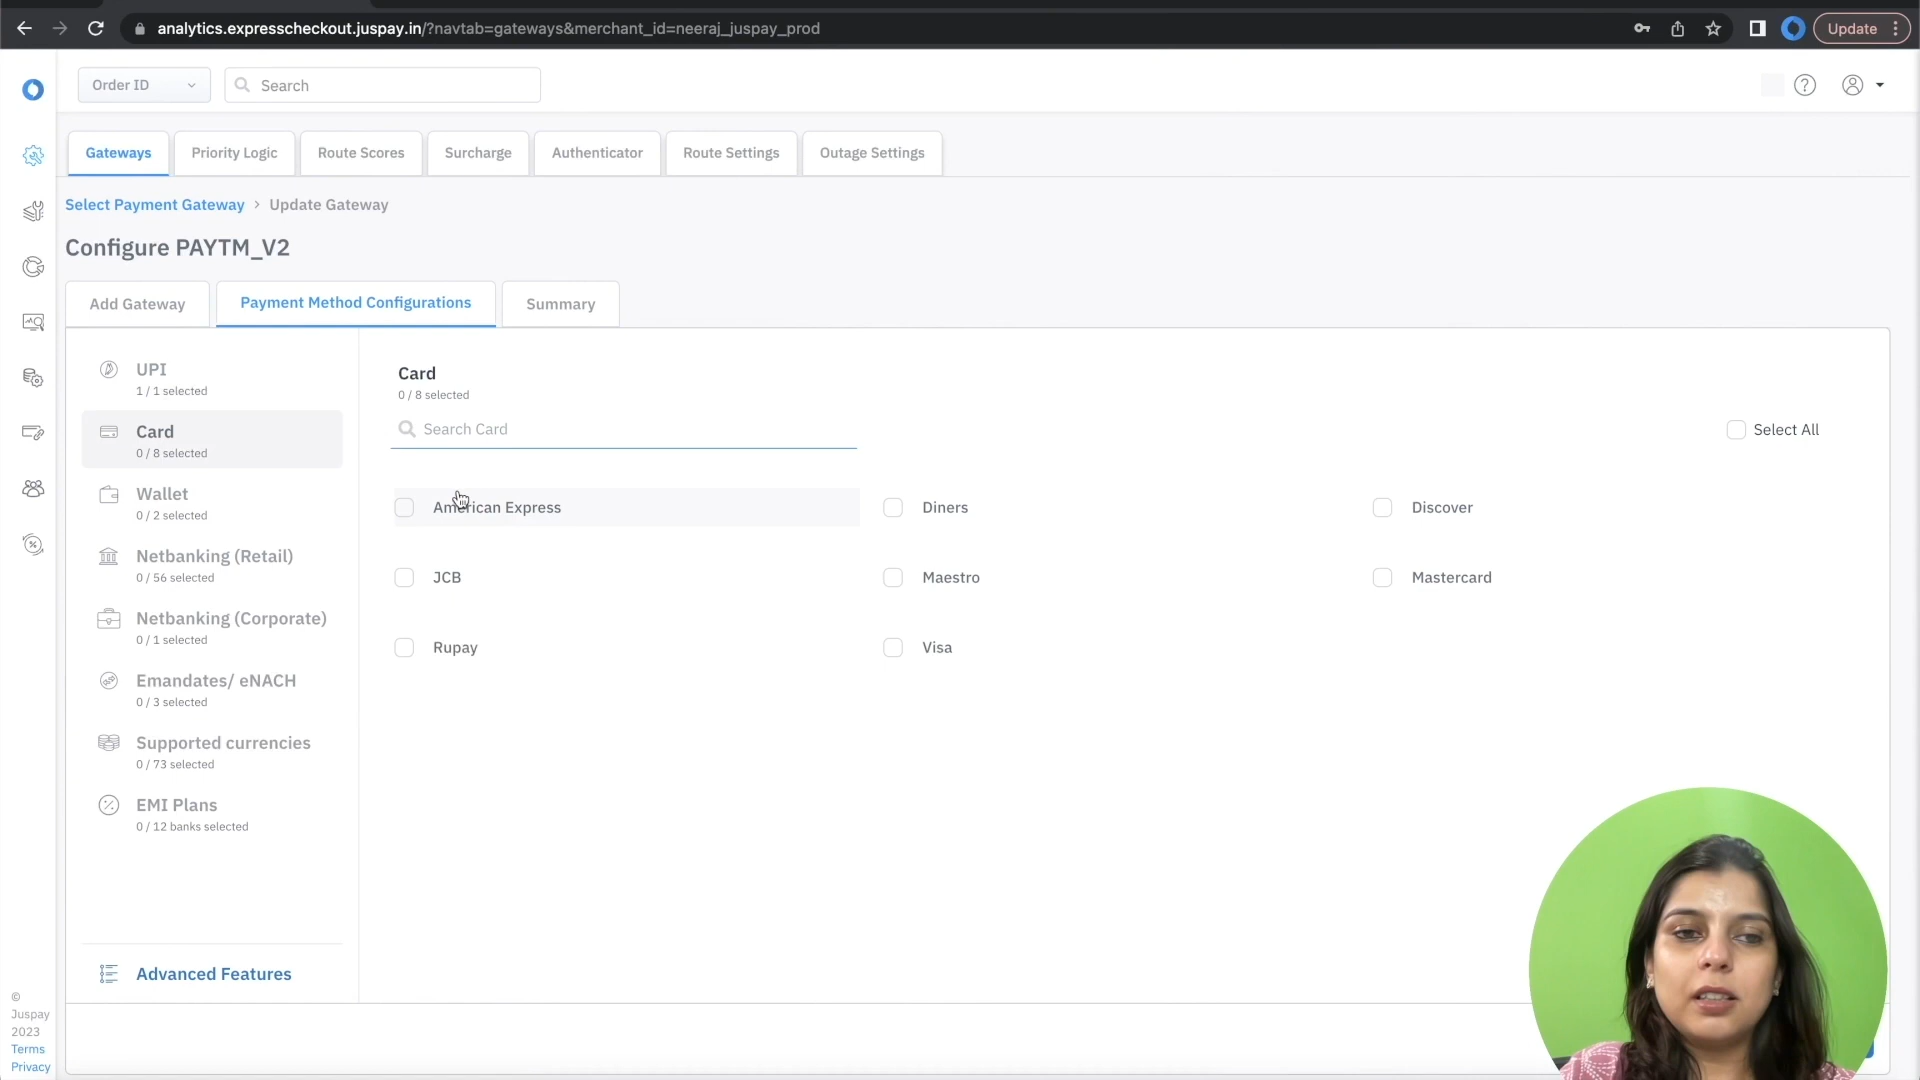 analytics.expresscheckout.juspay.in/?navtab=gateways&merchant_id=neeraj_juspay_prod
Update
Order ID
Search
Gateways
Priority Logic
Route Scores
Surcharge
Authenticator
Route Settings
Outage Settings
Select Payment Gateway > Update Gateway
Configure PAYTM_V2
Add Gateway
Payment Method Configurations
Summary
UPI
1 / 1 selected
Card
0 / 8 selected
Wallet
0 / 2 selected
Netbanking (Retail)
0 / 56 selected
Netbanking (Corporate)
0 / 1 selected
Emandates/ eNACH
0 / 3 selected
Supported currencies
0 / 73 selected
EMI Plans
0 / 12 banks selected
Advanced Features
Card
0 / 8 selected
Search Card
Select All
American Express
Diners
Discover
JCB
Maestro
Mastercard
Rupay
Visa
©
Juspay
2023
Terms
Privacy